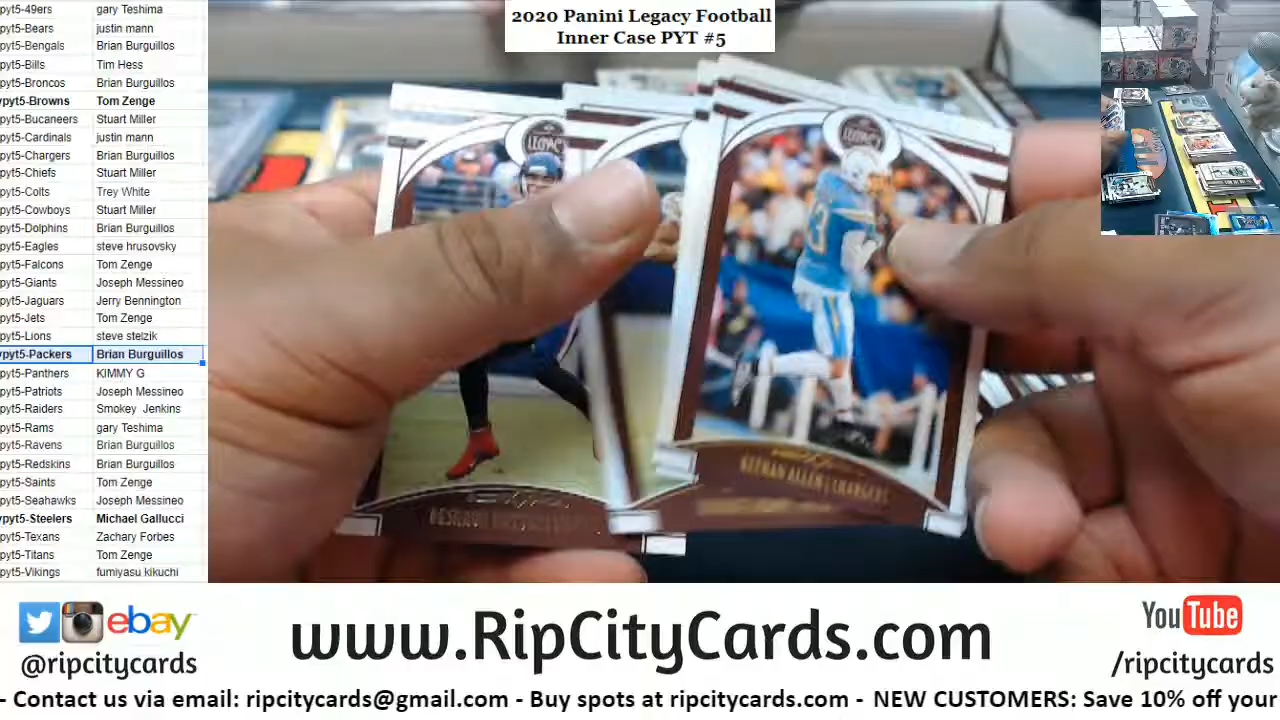 pyt5-49ers gary Teshima
pyt5-Bears justin mann
pyt5-Bengals Brian Burguillos
pyt5-Bills Tim Hess
pyt5-Broncos Brian Burguillos
pyt5-Browns Tom Zenge
pyt5-Bucaneers Stuart Miller
pyt5-Cardinals justin mann
pyt5-Chargers Brian Burguillos
pyt5-Chiefs Stuart Miller
pyt5-Colts Trey White
pyt5-Cowboys Stuart Miller
pyt5-Dolphins Brian Burguillos
pyt5-Eagles steve hrusovsky
pyt5-Falcons Tom Zenge
pyt5-Giants Joseph Messineo
pyt5-Jaguars Jerry Bennington
pyt5-Jets Tom Zenge
pyt5-Lions steve stelzik
pyt5-Packers Brian Burguillos
pyt5-Panthers KIMMY G
pyt5-Patriots Joseph Messineo
pyt5-Raiders Smokey Jenkins
pyt5-Rams gary Teshima
pyt5-Ravens Brian Burguillos
pyt5-Redskins Brian Burguillos
pyt5-Saints Tom Zenge
pyt5-Seahawks Joseph Messineo
pyt5-Steelers Michael Gallucci
pyt5-Texans Zachary Forbes
pyt5-Titans Tom Zenge
pyt5-Vikings fumiyasu kikuchi
2020 Panini Legacy Football
Inner Case PYT #5
LEGACY
LEGACY
KEENAN ALLEN | CHARGERS
ebay
@ripcitycards
www.RipCityCards.com
YouTube
/ripcitycards
- Contact us via email: ripcitycards@gmail.com - Buy spots at ripcitycards.com - NEW CUSTOMERS: Save 10% off your